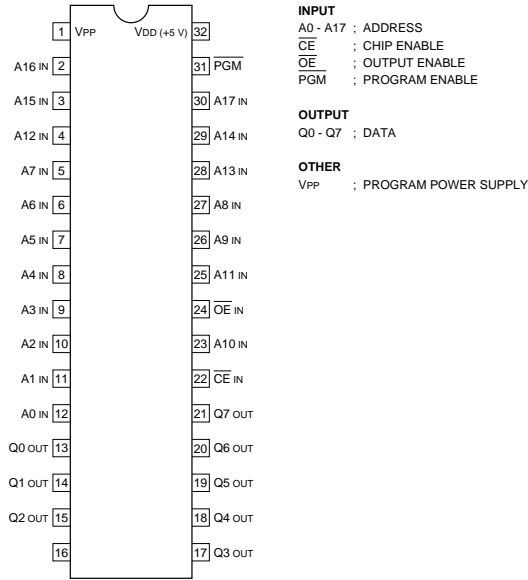 1 VPP VDD (+5 V) 32
A16 IN 2 31 PGM
A15 IN 3 30 A17 IN
A12 IN 4 29 A14 IN
A7 IN 5 28 A13 IN
A6 IN 6 27 A8 IN
A5 IN 7 26 A9 IN
A4 IN 8 25 A11 IN
A3 IN 9 24 OE IN
A2 IN 10 23 A10 IN
A1 IN 11 22 CE IN
A0 IN 12 21 Q7 OUT
Q0 OUT 13 20 Q6 OUT
Q1 OUT 14 19 Q5 OUT
Q2 OUT 15 18 Q4 OUT
16 17 Q3 OUT
INPUT
A0 - A17 ; ADDRESS
CE ; CHIP ENABLE
OE ; OUTPUT ENABLE
PGM ; PROGRAM ENABLE
OUTPUT
Q0 - Q7 ; DATA
OTHER
VPP ; PROGRAM POWER SUPPLY